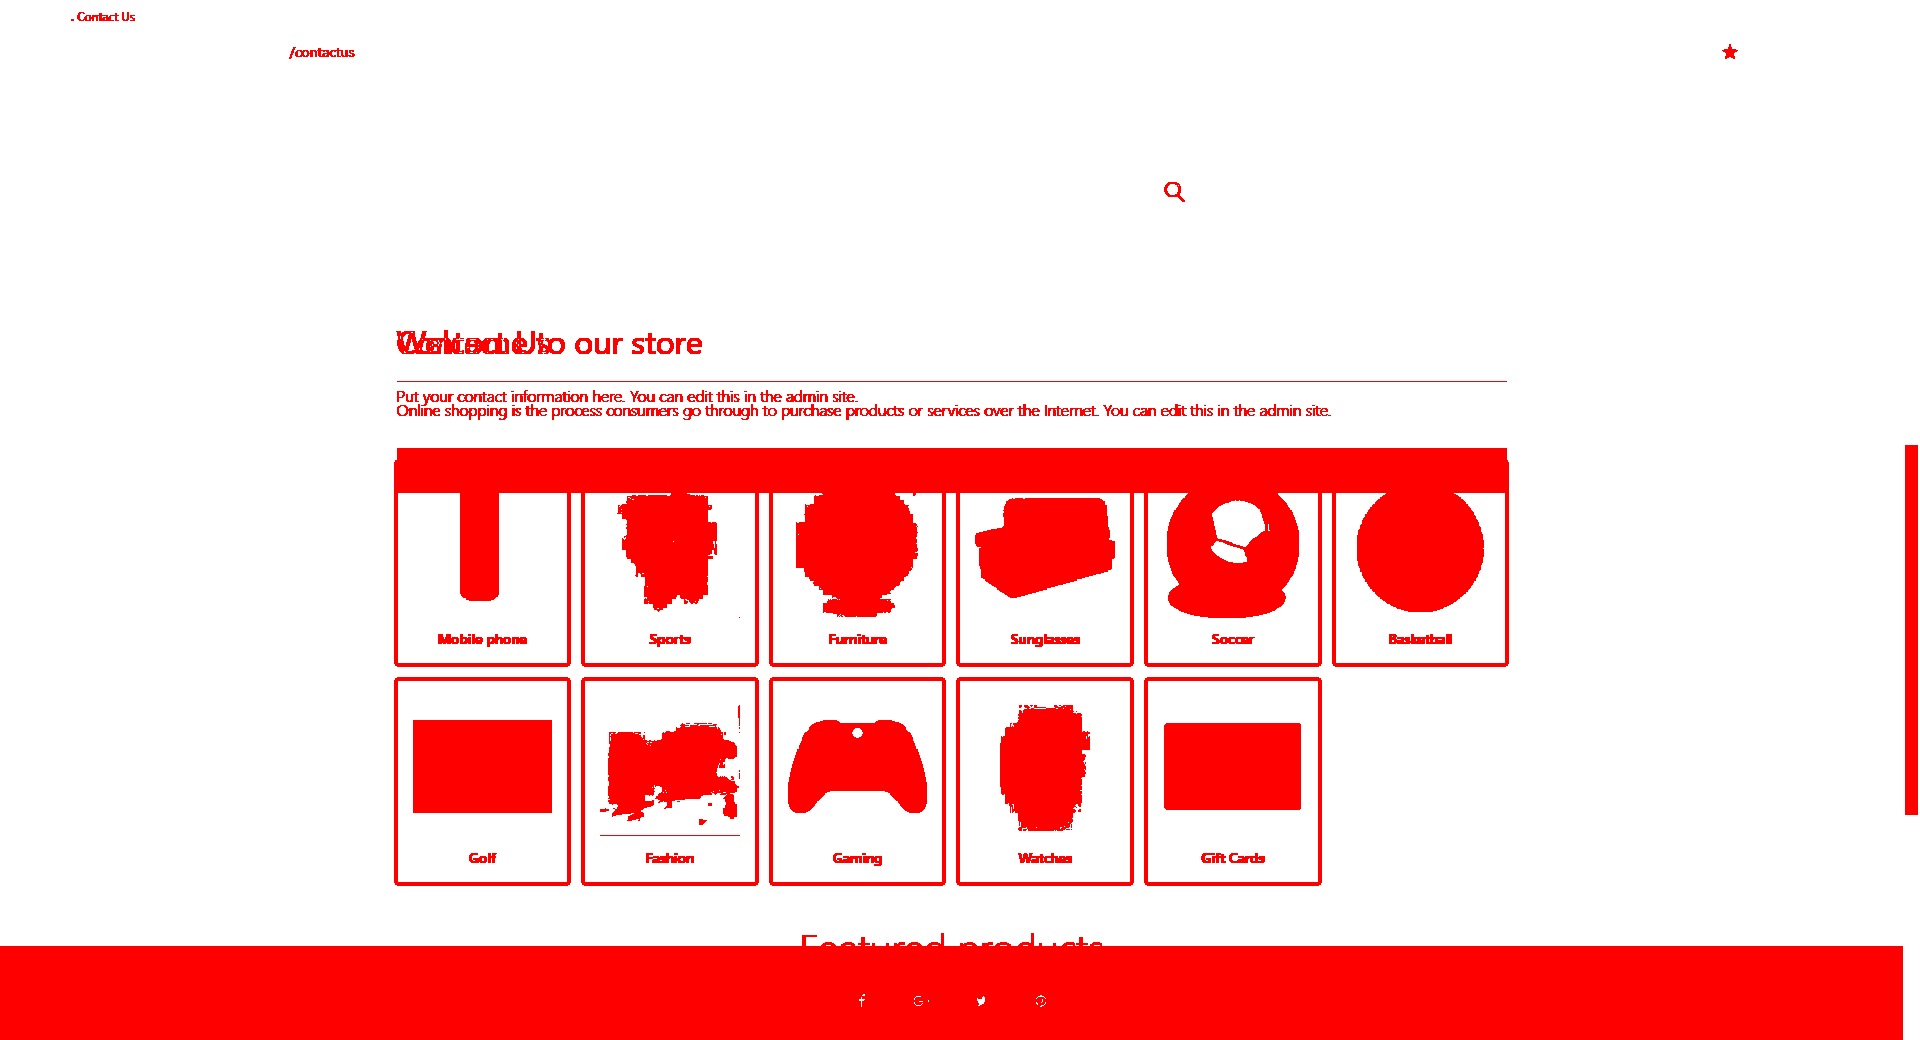 . Contact Us
/contactus
Welcome to our store
Contact Us
Put your contact information here. You can edit this in the admin site.
Online shopping is the process consumers go through to purchase products or services over the Internet. You can edit this in the admin site.
Mobile phone
Sports
Furniture
Sunglasses
Soccer
Basketball
Golf
Fashion
Gaming
Watches
Gift Cards
Featured products